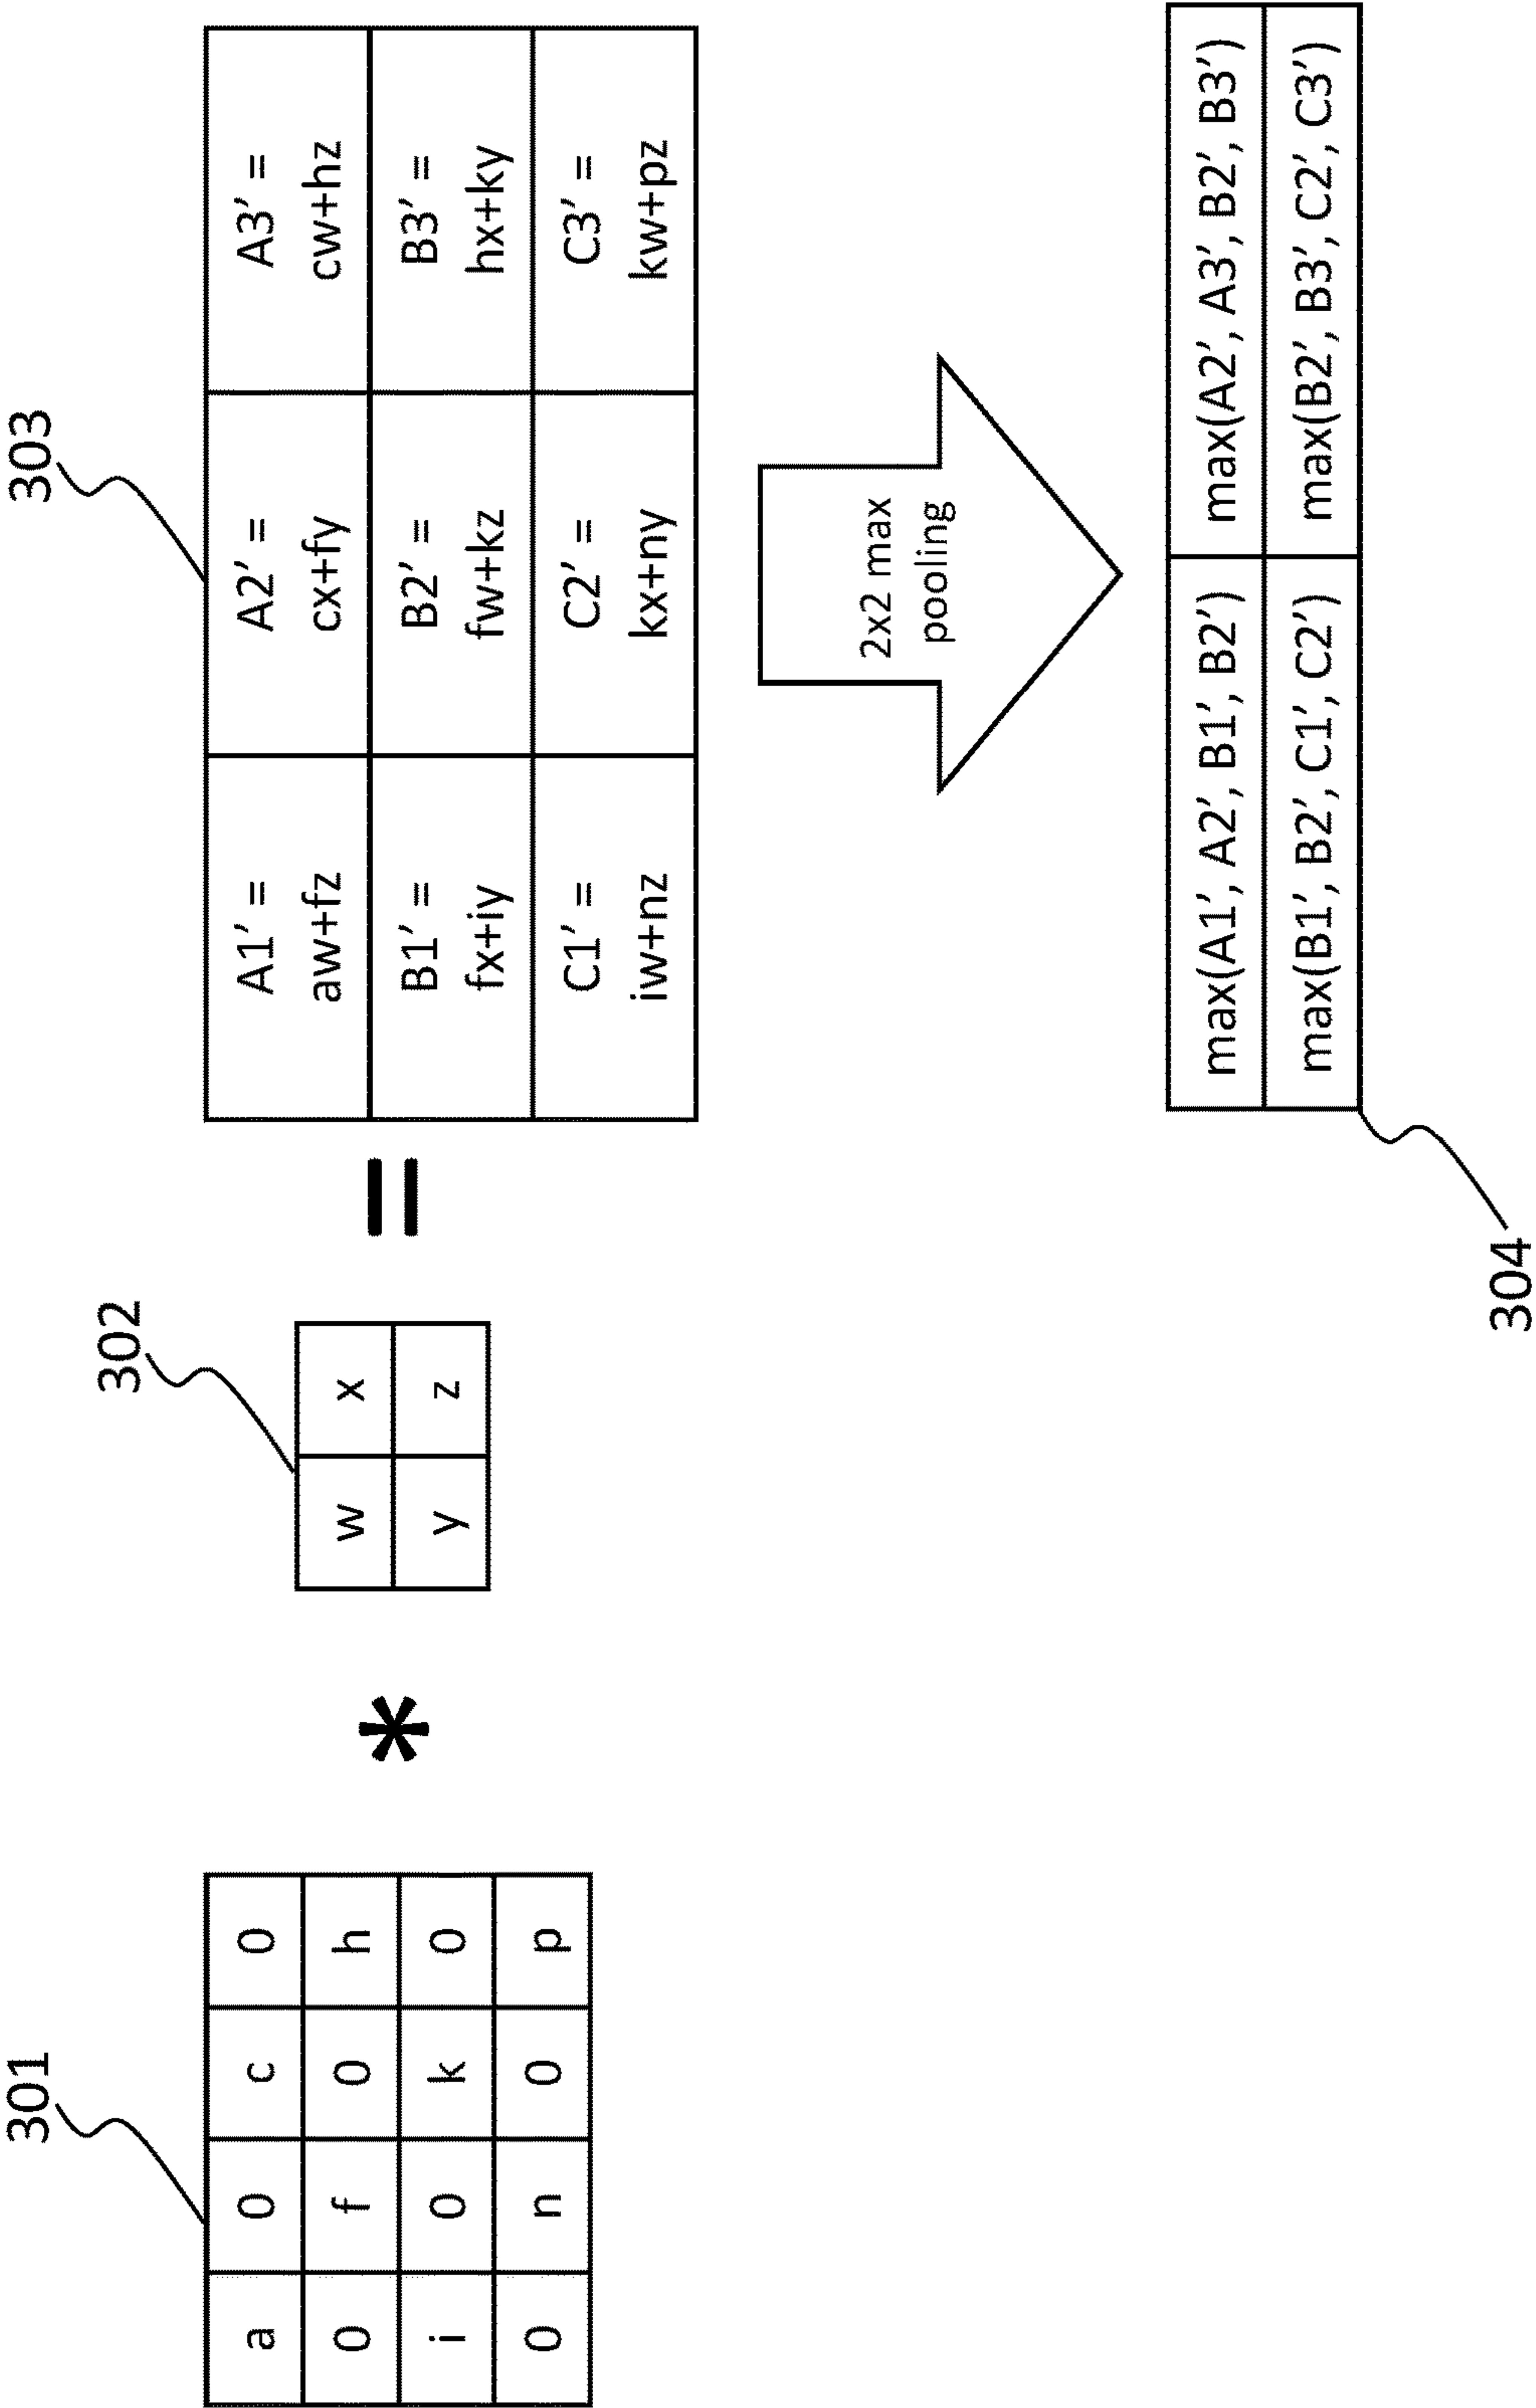 301
302
303
a 0 c 0
0 f 0 h
i 0 k 0
0 n 0 p
*
w x
y z
=
A1′ = A2′ = A3′ =
aw+fz cx+fy cw+hz
B1′ = B2′ = B3′ =
fx+iy fw+kz hx+ky
C1′ = C2′ = C3′ =
iw+nz kx+ny kw+pz
2x2 max
pooling
max(A1′, A2′, B1′, B2′) max(A2′, A3′, B2′, B3′)
max(B1′, B2′, C1′, C2′) max(B2′, B3′, C2′, C3′)
304